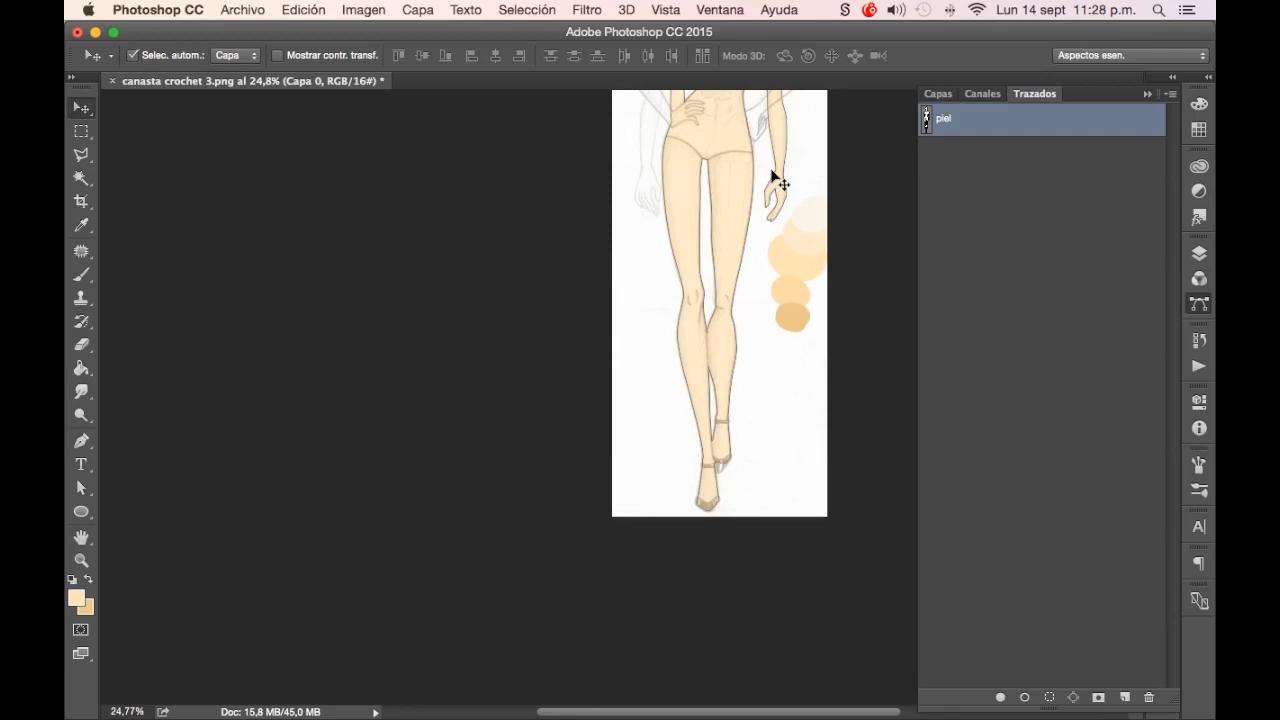 Photoshop CC Archivo Edición Imagen Capa Texto Selección Filtro 3D Vista Ventana Ayuda Lun 14 sept 11:28 p.m.
Adobe Photoshop CC 2015
Selec. autom.: Capa Mostrar contr. transf. Modo 3D: Aspectos esen.
× canasta crochet 3.png al 24,8% (Capa 0, RGB/16#) *
Capas Canales Trazados
piel
24,77% Doc: 15,8 MB/45,0 MB